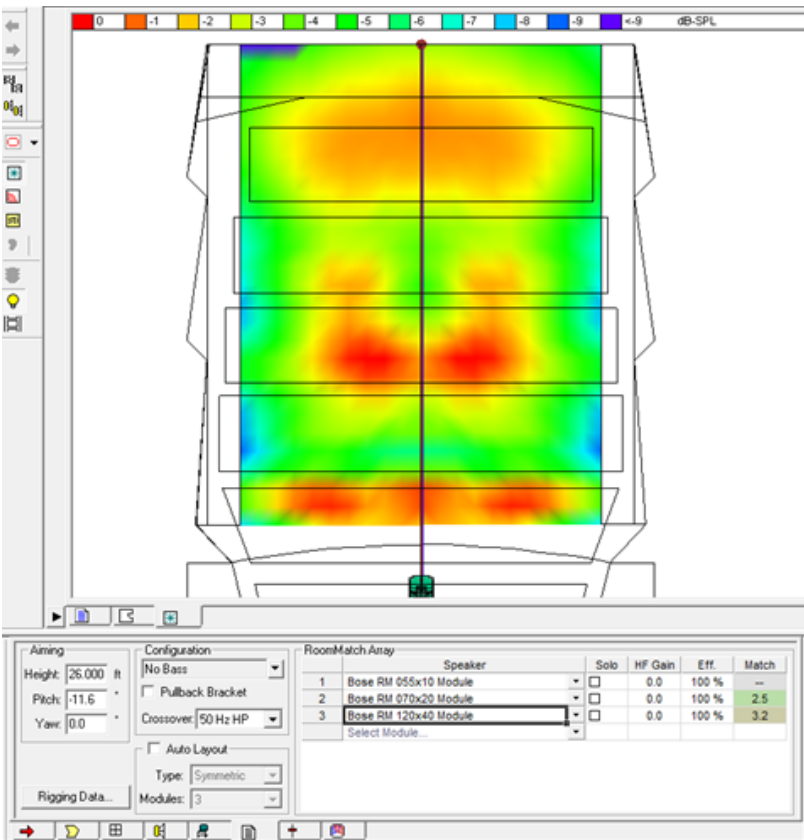 0 -1 -2 -3 -4 -5 -6 -7 -8 -9 <-9 dB-SPL
STI
Aiming
Height: 26.000 ft
Pitch: -11.6 °
Yaw: 0.0 °
Rigging Data...
Configuration
No Bass
Pullback Bracket
Crossover: 50 Hz HP
Auto Layout
Type: Symmetric
Modules: 3
RoomMatch Array
Speaker Solo HF Gain Eff. Match
1 Bose RM 055x10 Module 0.0 100 % --
2 Bose RM 070x20 Module 0.0 100 % 2.5
3 Bose RM 120x40 Module 0.0 100 % 3.2
Select Module...